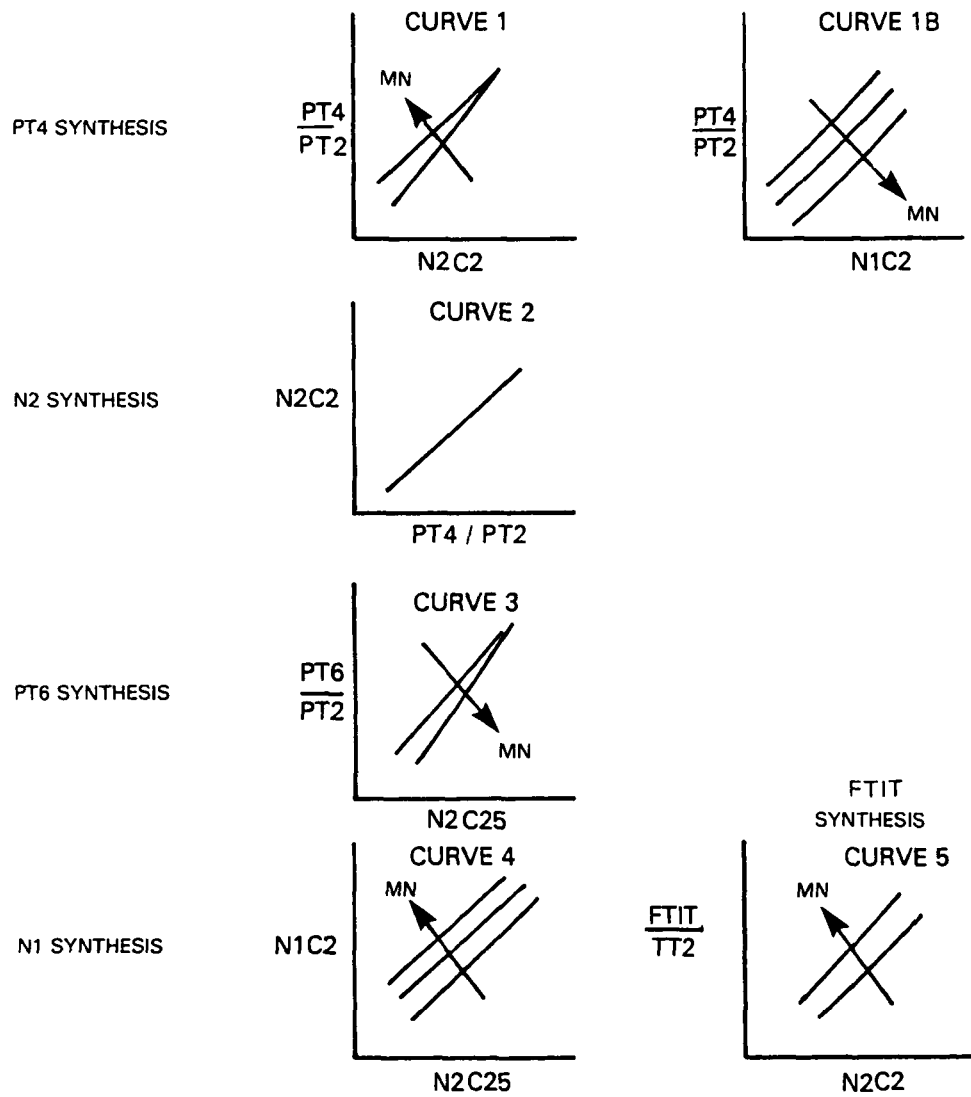 CURVE 1
CURVE 1B
PT4 SYNTHESIS
PT4
PT2
MN
N2C2
PT4
PT2
MN
N1C2
CURVE 2
N2 SYNTHESIS
N2C2
PT4 / PT2
CURVE 3
PT6 SYNTHESIS
PT6
PT2
MN
N2C25
FTIT
SYNTHESIS
CURVE 4
CURVE 5
N1 SYNTHESIS
N1C2
MN
N2C25
FTIT
TT2
MN
N2C2